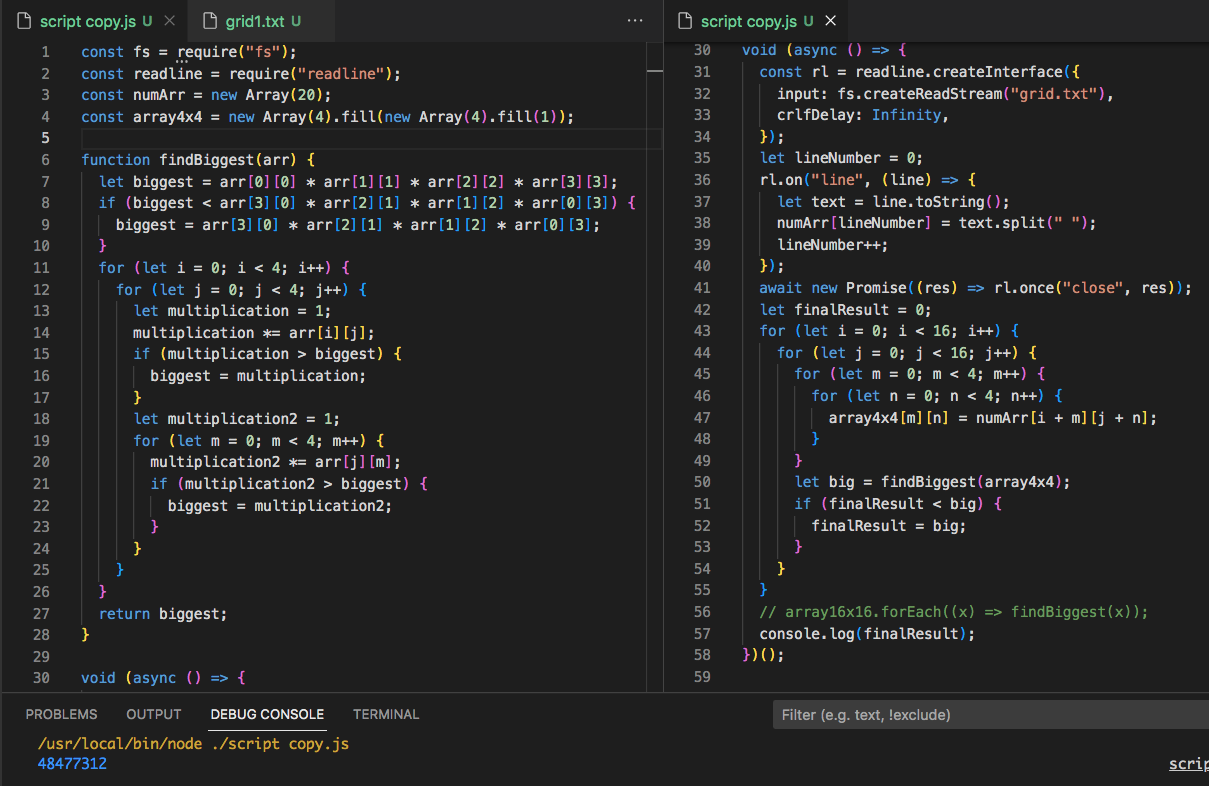 script copy.js U
grid1.txt U
1 const fs = require("fs");
2 const readline = require("readline");
3 const numArr = new Array(20);
4 const array4x4 = new Array(4).fill(new Array(4).fill(1));
5
6 function findBiggest(arr) {
7 let biggest = arr[0][0] * arr[1][1] * arr[2][2] * arr[3][3];
8 if (biggest < arr[3][0] * arr[2][1] * arr[1][2] * arr[0][3]) {
9 biggest = arr[3][0] * arr[2][1] * arr[1][2] * arr[0][3];
10 }
11 for (let i = 0; i < 4; i++) {
12 for (let j = 0; j < 4; j++) {
13 let multiplication = 1;
14 multiplication *= arr[i][j];
15 if (multiplication > biggest) {
16 biggest = multiplication;
17 }
18 let multiplication2 = 1;
19 for (let m = 0; m < 4; m++) {
20 multiplication2 *= arr[j][m];
21 if (multiplication2 > biggest) {
22 biggest = multiplication2;
23 }
24 }
25 }
26 }
27 return biggest;
28 }
29
30 void (async () => {
script copy.js U
30 void (async () => {
31 const rl = readline.createInterface({
32 input: fs.createReadStream("grid.txt"),
33 crlfDelay: Infinity,
34 });
35 let lineNumber = 0;
36 rl.on("line", (line) => {
37 let text = line.toString();
38 numArr[lineNumber] = text.split(" ");
39 lineNumber++;
40 });
41 await new Promise((res) => rl.once("close", res));
42 let finalResult = 0;
43 for (let i = 0; i < 16; i++) {
44 for (let j = 0; j < 16; j++) {
45 for (let m = 0; m < 4; m++) {
46 for (let n = 0; n < 4; n++) {
47 array4x4[m][n] = numArr[i + m][j + n];
48 }
49 }
50 let big = findBiggest(array4x4);
51 if (finalResult < big) {
52 finalResult = big;
53 }
54 }
55 }
56 // array16x16.forEach((x) => findBiggest(x));
57 console.log(finalResult);
58 })();
59
PROBLEMS OUTPUT DEBUG CONSOLE TERMINAL
Filter (e.g. text, !exclude)
/usr/local/bin/node ./script copy.js
48477312
scrip